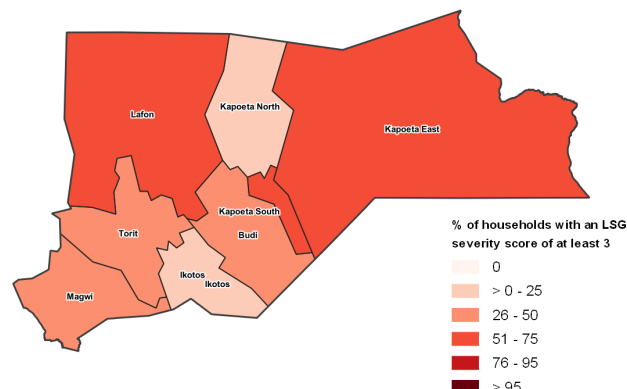 Kapoeta North
Lafon
Kapoeta East
Kapoeta South
Torit
Budi
Ikotos
Ikotos
Magwi
% of households with an LSG
severity score of at least 3
0
> 0 - 25
26 - 50
51 - 75
76 - 95
> 95